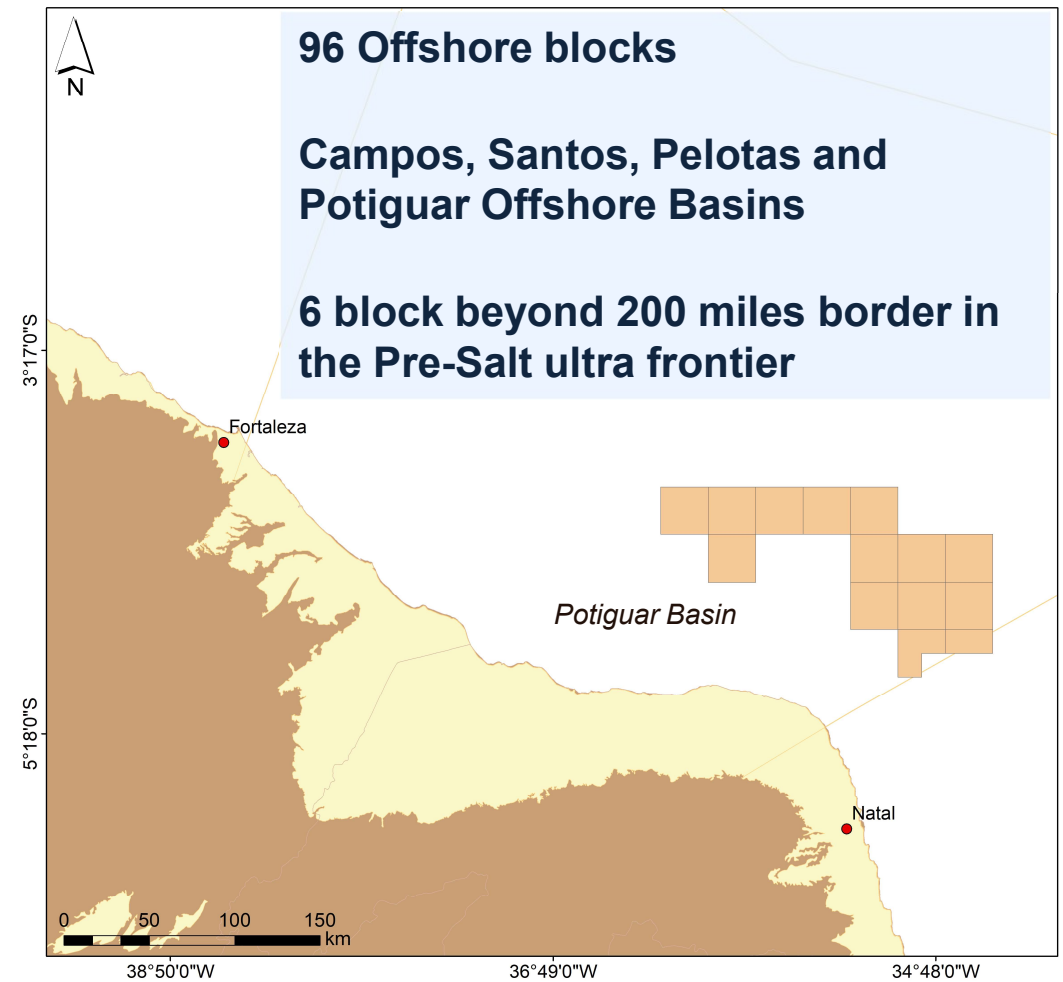 N
96 Offshore blocks
Campos, Santos, Pelotas and
Potiguar Offshore Basins
6 block beyond 200 miles border in
the Pre-Salt ultra frontier
3°17'0"S
Fortaleza
Potiguar Basin
5°18'0"S
Natal
0 50 100 150
km
38°50'0"W 36°49'0"W 34°48'0"W